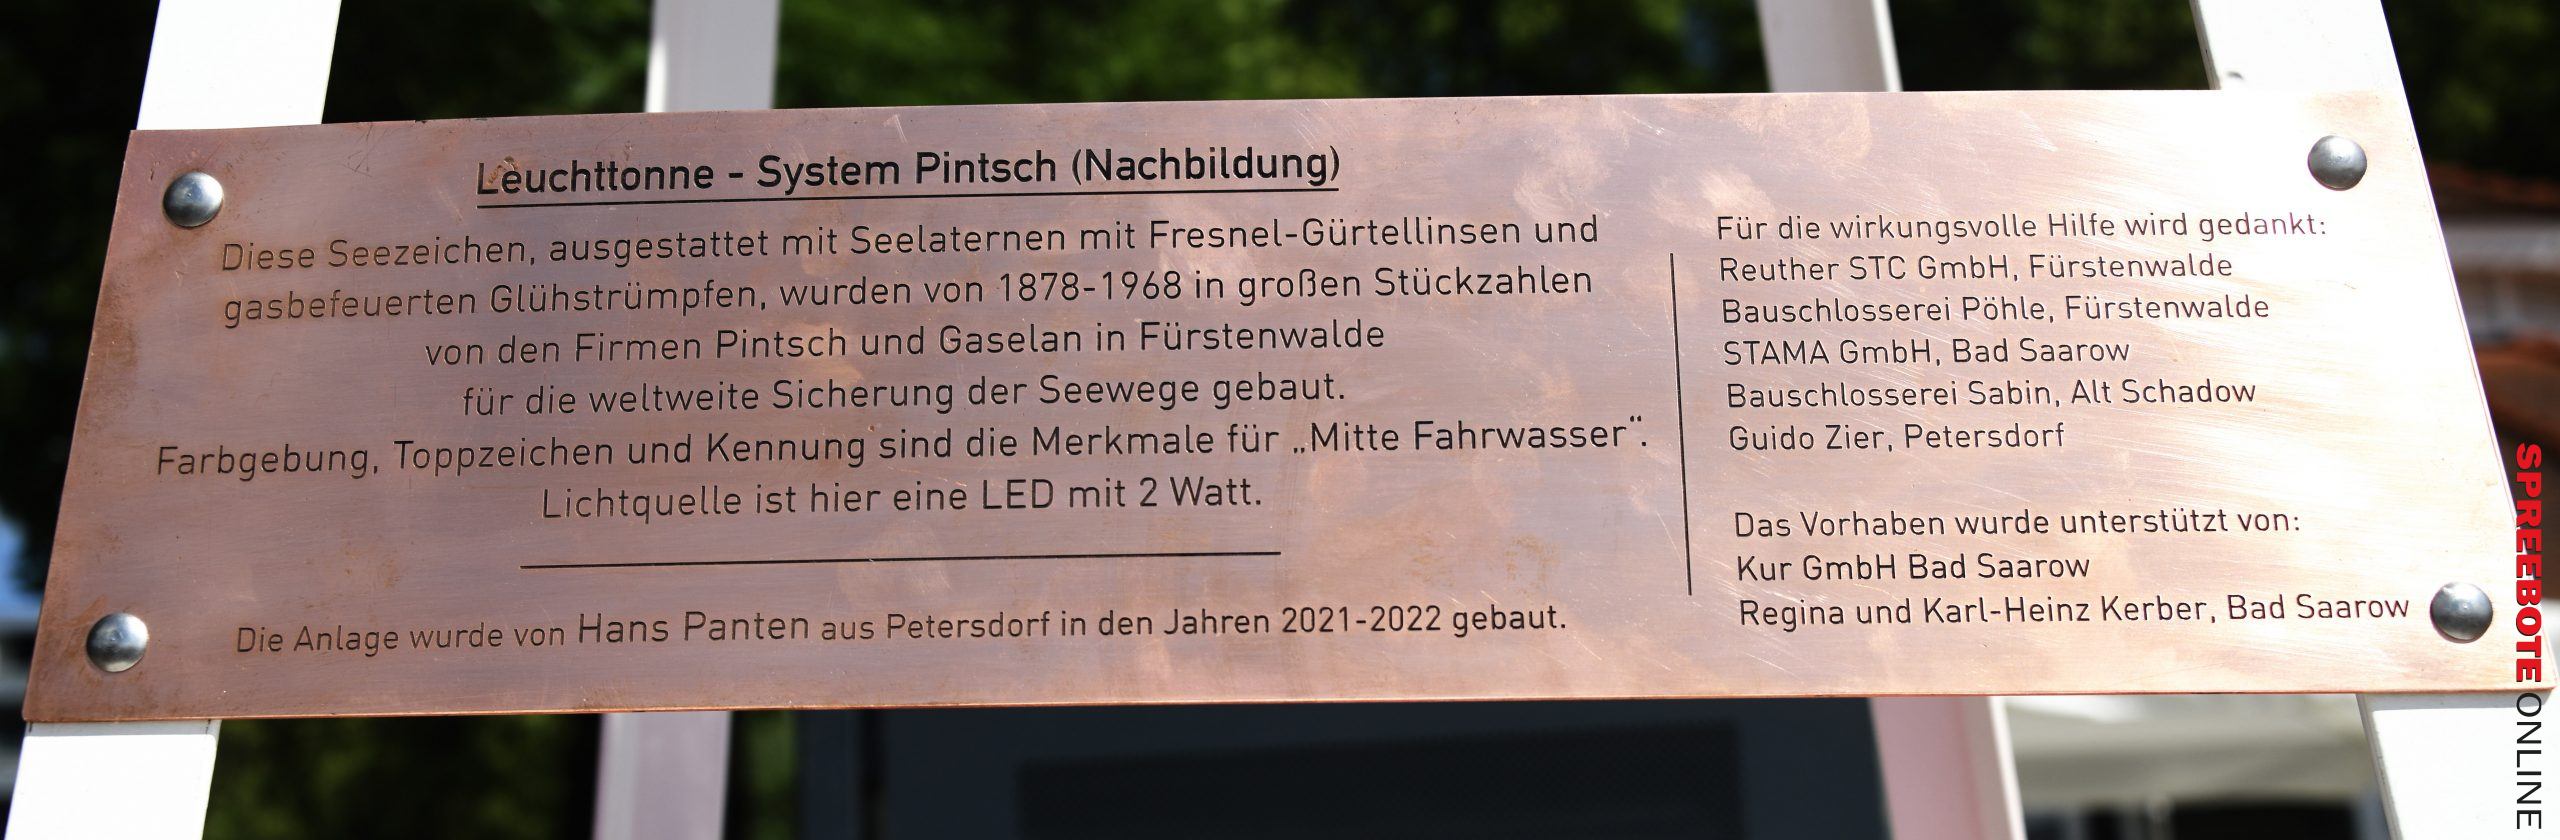 Leuchttonne - System Pintsch (Nachbildung)
Diese Seezeichen, ausgestattet mit Seelaternen mit Fresnel-Gürtellinsen und
gasbefeuerten Glühstrümpfen, wurden von 1878-1968 in großen Stückzahlen
von den Firmen Pintsch und Gaselan in Fürstenwalde
für die weltweite Sicherung der Seewege gebaut.
Farbgebung, Toppzeichen und Kennung sind die Merkmale für „Mitte Fahrwasser“.
Lichtquelle ist hier eine LED mit 2 Watt.
Die Anlage wurde von Hans Panten aus Petersdorf in den Jahren 2021-2022 gebaut.
Für die wirkungsvolle Hilfe wird gedankt:
Reuther STC GmbH, Fürstenwalde
Bauschlosserei Pöhle, Fürstenwalde
STAMA GmbH, Bad Saarow
Bauschlosserei Sabin, Alt Schadow
Guido Zier, Petersdorf
Das Vorhaben wurde unterstützt von:
Kur GmbH Bad Saarow
Regina und Karl-Heinz Kerber, Bad Saarow
SPREEBOTE ONLINE